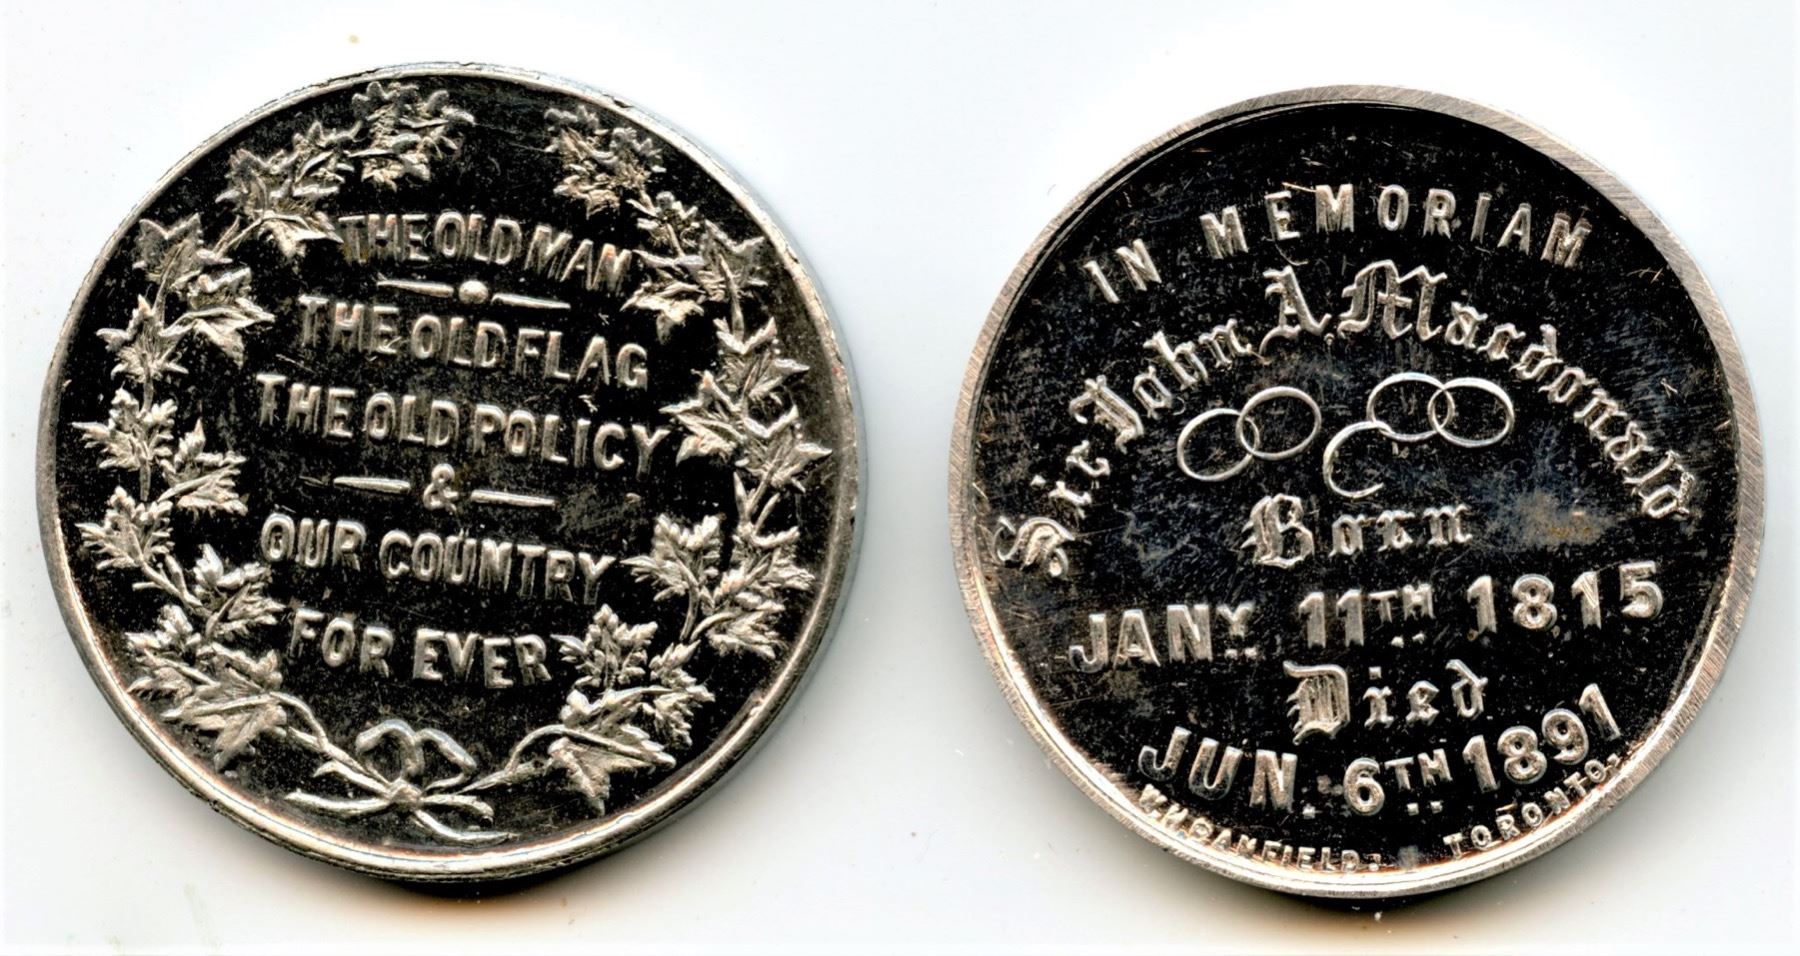 THE OLD MAN
THE OLD FLAG
THE OLD POLICY
&
OUR COUNTRY
FOR EVER
IN MEMORIAM
Sir John A Macdonald
Born
JANY. 11TH 1815
Died
JUN. 6TH 1891
W.H. BANFIELD: TORONTO.